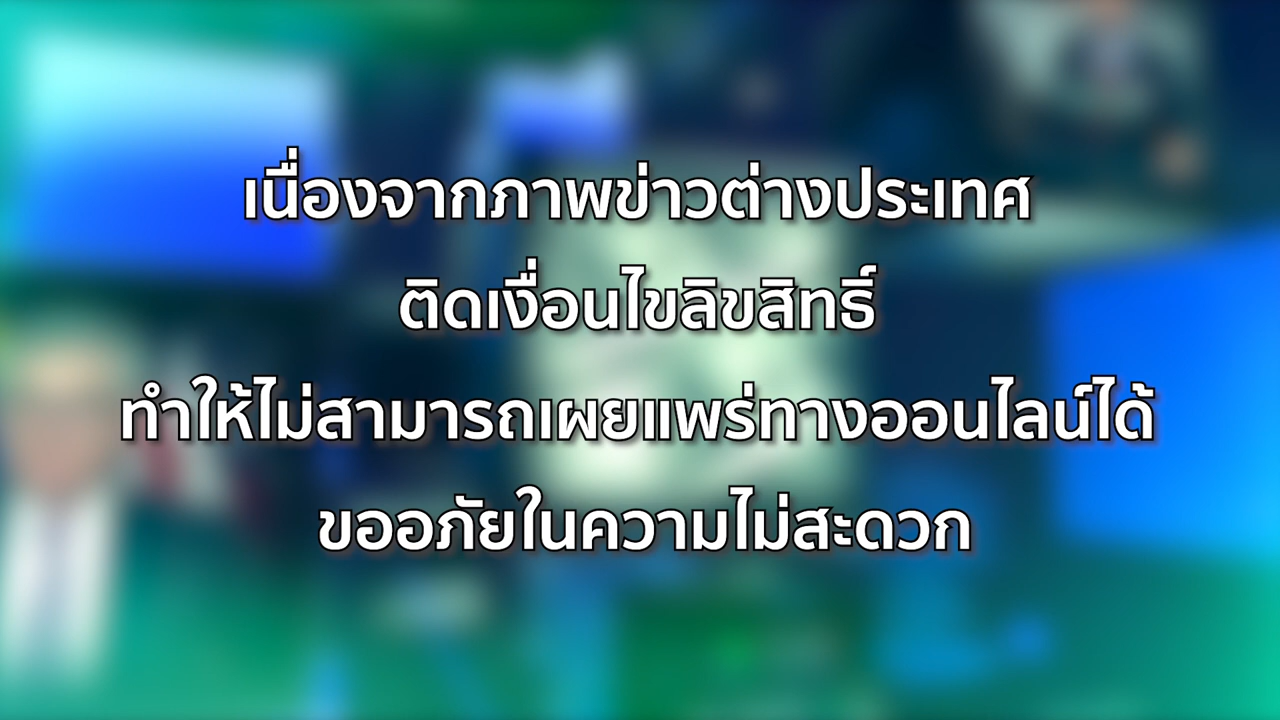 เนื่องจากภาพข่าวต่างประเทศ
ติดเงื่อนไขลิขสิทธิ์
ทำให้ไม่สามารถเผยแพร่ทางออนไลน์ได้
ขออภัยในความไม่สะดวก